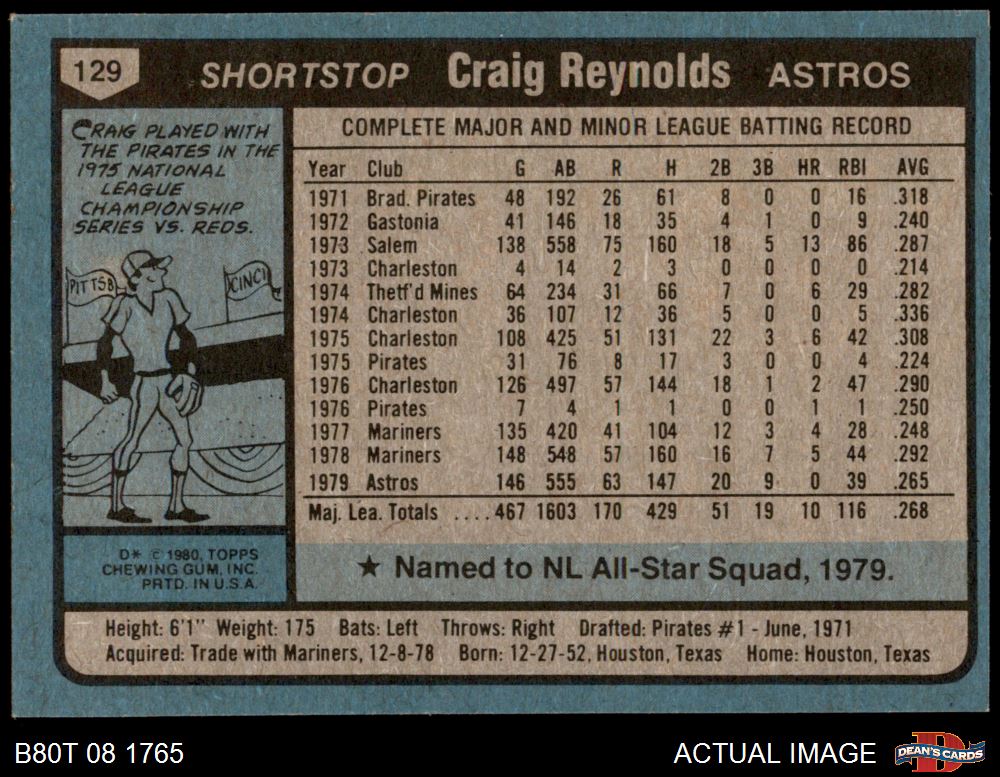 129
SHORTSTOP Craig Reynolds ASTROS
CRAIG PLAYED WITH
THE PIRATES IN THE
1975 NATIONAL
LEAGUE
CHAMPIONSHIP
SERIES VS. REDS.
PITTSB
CINCI
D* © 1980, TOPPS
CHEWING GUM, INC.
PRTD. IN U.S.A.
COMPLETE MAJOR AND MINOR LEAGUE BATTING RECORD
Year Club G AB R H 2B 3B HR RBI AVG
1971 Brad. Pirates 48 192 26 61 8 0 0 16 .318
1972 Gastonia 41 146 18 35 4 1 0 9 .240
1973 Salem 138 558 75 160 18 5 13 86 .287
1973 Charleston 4 14 2 3 0 0 0 0 .214
1974 Thetf'd Mines 64 234 31 66 7 0 6 29 .282
1974 Charleston 36 107 12 36 5 0 0 5 .336
1975 Charleston 108 425 51 131 22 3 6 42 .308
1975 Pirates 31 76 8 17 3 0 0 4 .224
1976 Charleston 126 497 57 144 18 1 2 47 .290
1976 Pirates 7 4 1 1 0 0 1 1 .250
1977 Mariners 135 420 41 104 12 3 4 28 .248
1978 Mariners 148 548 57 160 16 7 5 44 .292
1979 Astros 146 555 63 147 20 9 0 39 .265
Maj. Lea. Totals ....467 1603 170 429 51 19 10 116 .268
★ Named to NL All-Star Squad, 1979.
Height: 6'1" Weight: 175 Bats: Left Throws: Right Drafted: Pirates #1 - June, 1971
Acquired: Trade with Mariners, 12-8-78 Born: 12-27-52, Houston, Texas Home: Houston, Texas
B80T 08 1765
ACTUAL IMAGE
D
DEAN'S CARDS